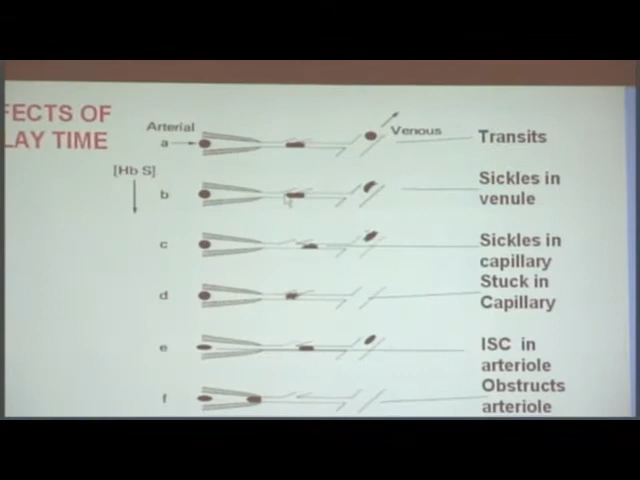 FECTS OF
LAY TIME
Arterial
Venous
[Hb S]
a
Transits
b
Sickles in
venule
c
Sickles in
capillary
d
Stuck in
Capillary
e
ISC in
arteriole
f
Obstructs
arteriole